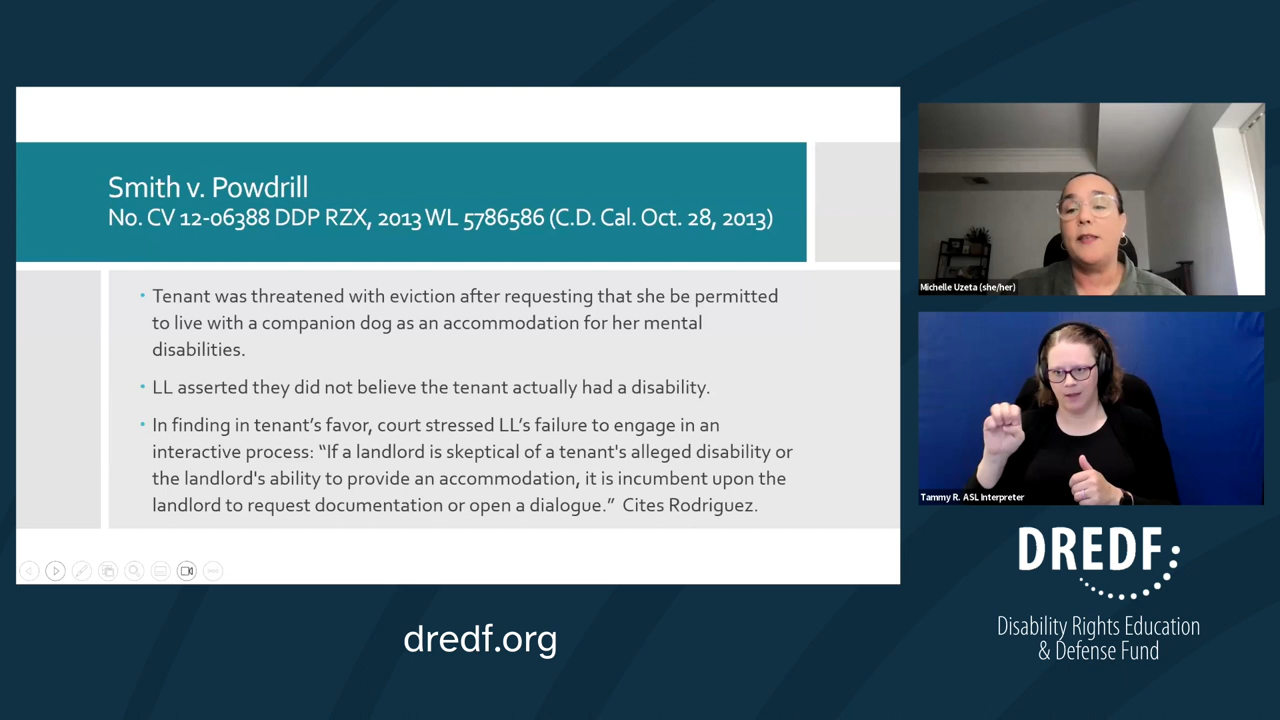 Smith v. Powdrill
No. CV 12-06388 DDP RZX, 2013 WL 5786586 (C.D. Cal. Oct. 28, 2013)
• Tenant was threatened with eviction after requesting that she be permitted
to live with a companion dog as an accommodation for her mental
disabilities.
• LL asserted they did not believe the tenant actually had a disability.
• In finding in tenant’s favor, court stressed LL’s failure to engage in an
interactive process: “If a landlord is skeptical of a tenant's alleged disability or
the landlord's ability to provide an accommodation, it is incumbent upon the
landlord to request documentation or open a dialogue.” Cites Rodriguez.
Michelle Uzeta (she/her)
Tammy R. ASL Interpreter
DREDF
Disability Rights Education
& Defense Fund
dredf.org